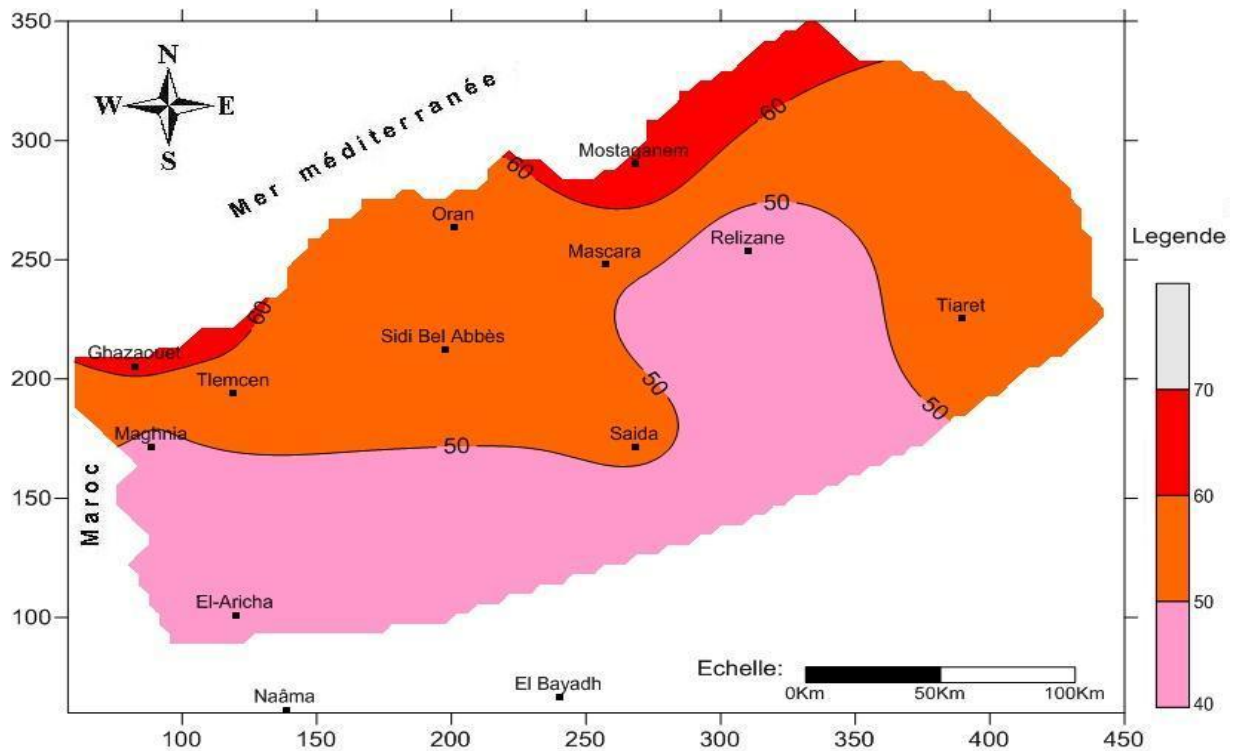 350
300
250
200
150
100
N
W
E
S
Mer méditerranée
Maroc
60
60
60
50
50
50
50
Mostaganem
Oran
Mascara
Relizane
Tiaret
Sidi Bel Abbès
Ghazaouet
Tlemcen
Maghnia
Saida
El-Aricha
Naâma
El Bayadh
Echelle:
0Km
50Km
100Km
100
150
200
250
300
350
400
450
Legende
70
60
50
40